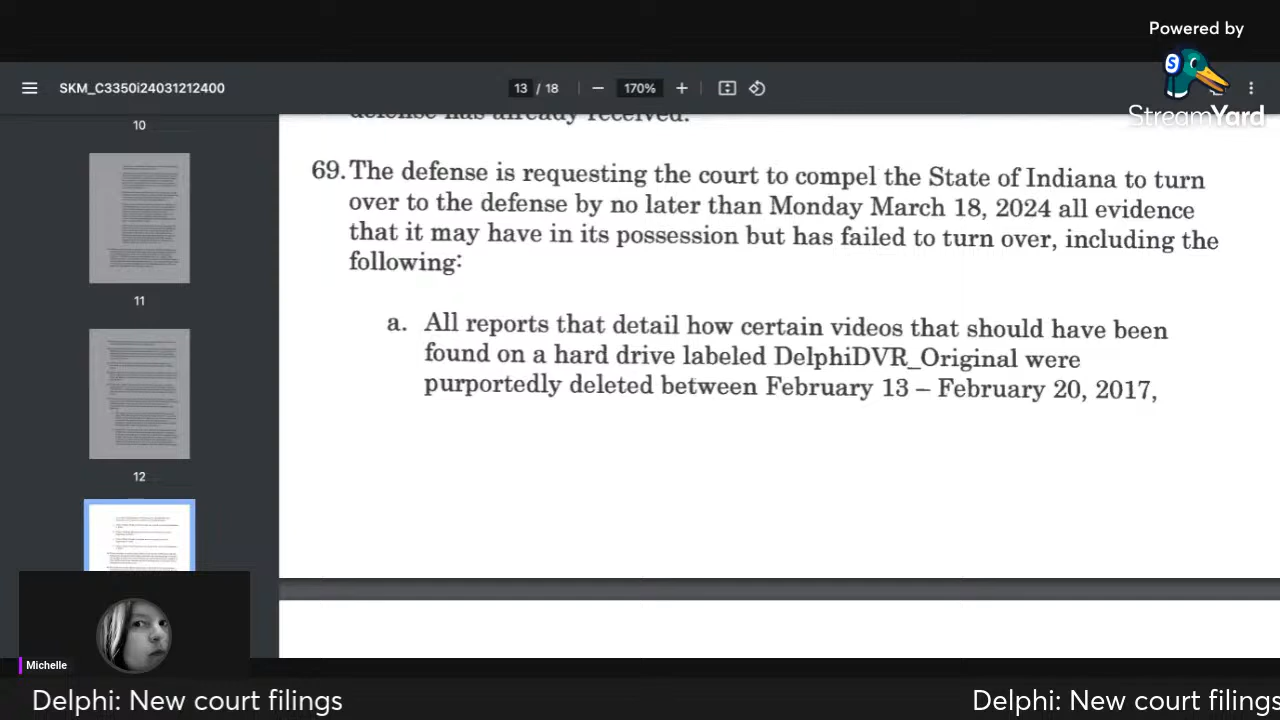 Powered by
StreamYard
SKM_C3350i24031212400
13 / 18
170%
10
11
12
defense has already received.
69. The defense is requesting the court to compel the State of Indiana to turn
over to the defense by no later than Monday March 18, 2024 all evidence
that it may have in its possession but has failed to turn over, including the
following:
a. All reports that detail how certain videos that should have been
found on a hard drive labeled DelphiDVR_Original were
purportedly deleted between February 13 – February 20, 2017,
Michelle
Delphi: New court filings
Delphi: New court filings